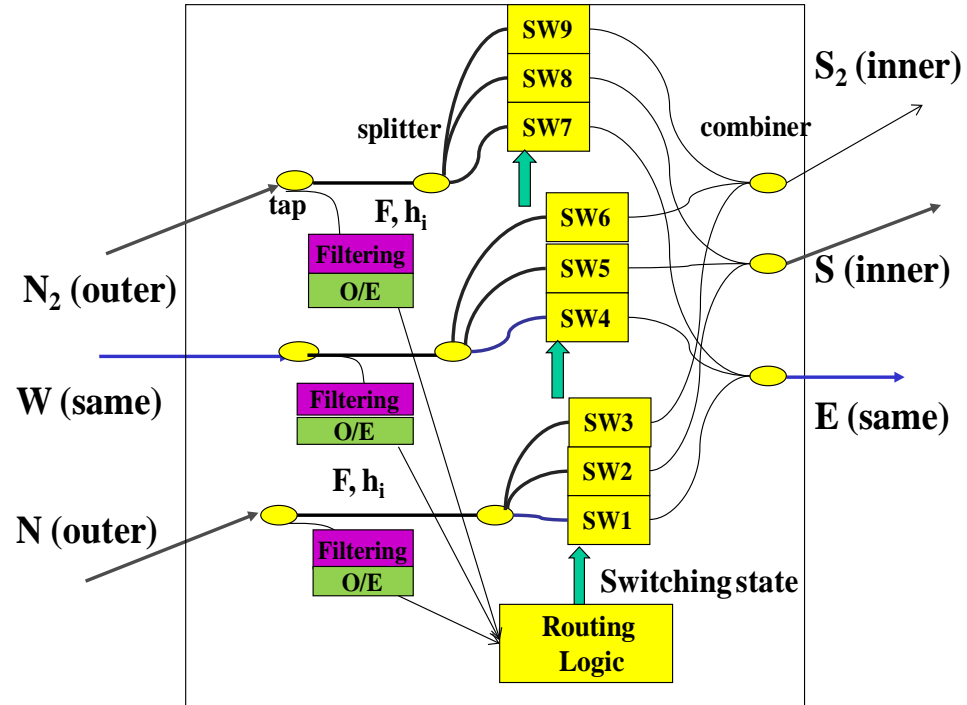 SW9
SW8
SW7
splitter
combiner
S₂ (inner)
tap
F, hᵢ
Filtering
O/E
N₂ (outer)
SW6
SW5
SW4
S (inner)
W (same)
Filtering
O/E
E (same)
SW3
SW2
SW1
F, hᵢ
N (outer)
Filtering
O/E
Switching state
Routing
Logic